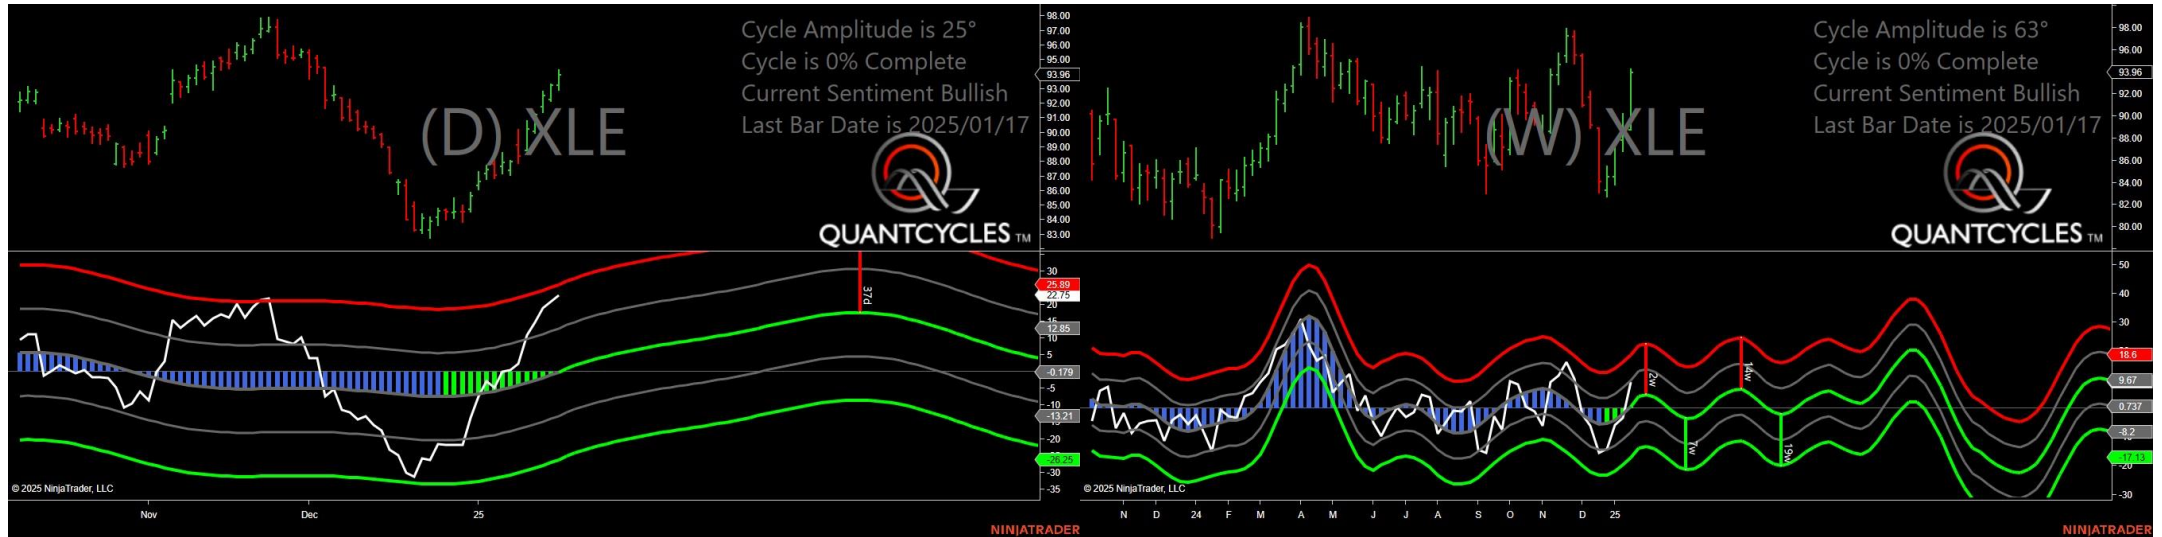 Cycle Amplitude is 25°
Cycle is 0% Complete
Current Sentiment Bullish
Last Bar Date is 2025/01/17
(D) XLE
QUANTCYCLES TM
98.00
97.00
96.00
95.00
93.96
93.00
92.00
91.00
90.00
89.00
88.00
87.00
86.00
85.00
84.00
83.00
37d
30
25.89
22.75
20
15
12.85
10
5
-0.179
-5
-10
-13.21
-20
-26.25
-30
-35
© 2025 NinjaTrader, LLC
Nov
Dec
25
NINJATRADER
Cycle Amplitude is 63°
Cycle is 0% Complete
Current Sentiment Bullish
Last Bar Date is 2025/01/17
(W) XLE
QUANTCYCLES TM
98.00
96.00
93.96
92.00
90.00
88.00
86.00
84.00
82.00
80.00
2w
7w
14w
19w
50
40
30
18.6
9.67
0.737
-8.2
-17.13
-20
-30
© 2025 NinjaTrader, LLC
N D 24 F M A M J J A S O N D 25
NINJATRADER